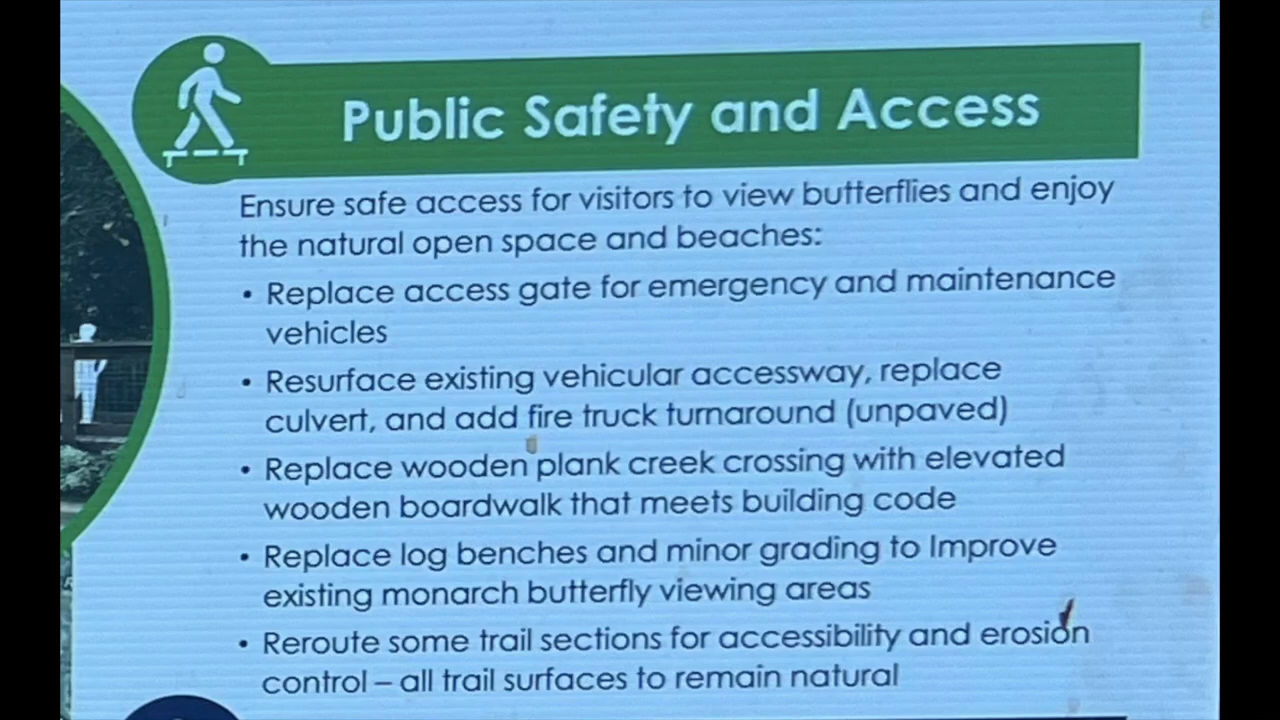 Public Safety and Access
Ensure safe access for visitors to view butterflies and enjoy
the natural open space and beaches:
• Replace access gate for emergency and maintenance
vehicles
• Resurface existing vehicular accessway, replace
culvert, and add fire truck turnaround (unpaved)
• Replace wooden plank creek crossing with elevated
wooden boardwalk that meets building code
• Replace log benches and minor grading to Improve
existing monarch butterfly viewing areas
• Reroute some trail sections for accessibility and erosion
control – all trail surfaces to remain natural